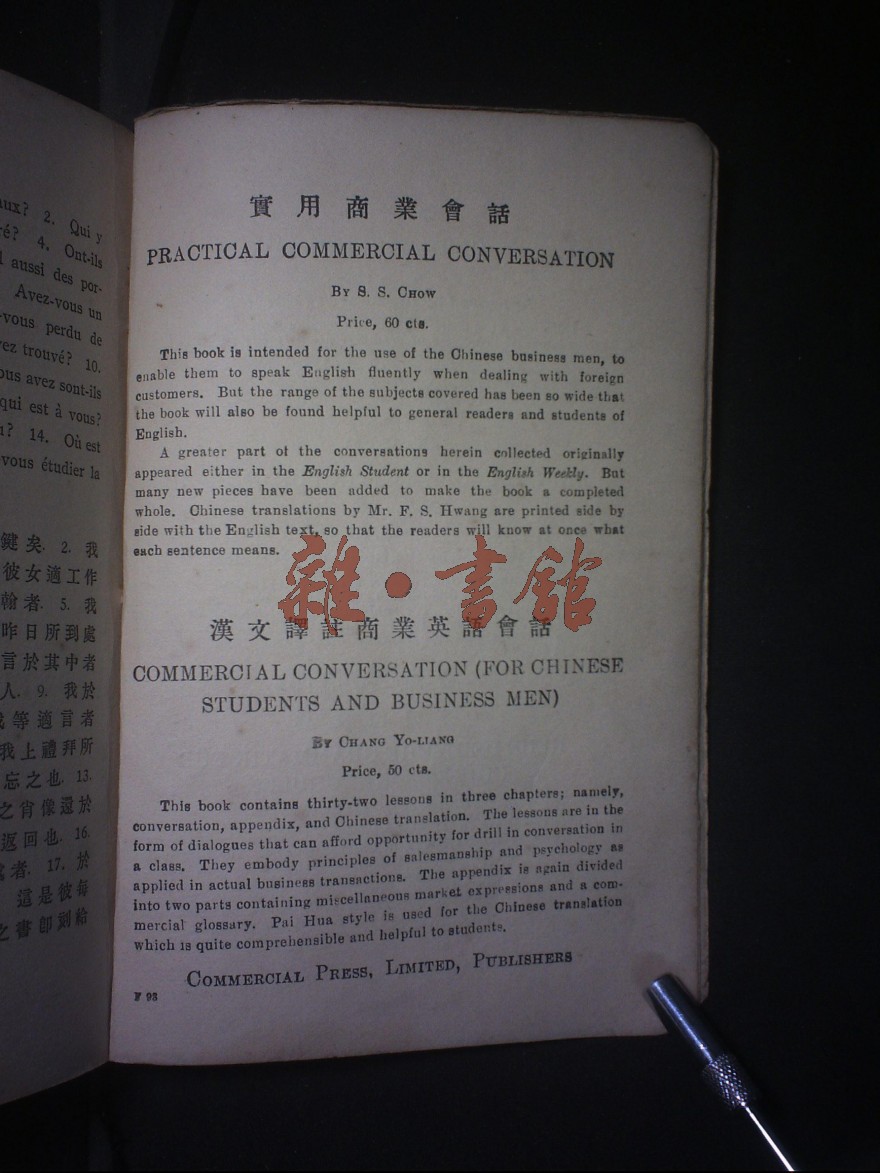 aux? 2. Qui y
ré? 4. Ont-ils
l aussi des por-
Avez-vous un
-vous perdu de
ez trouvé? 10.
ous avez sont-ils
qui est à vous?
14. Où est
vous étudier la
鍵矣. 2. 我
彼女適工作
翰者. 5. 我
昨日所到處
言於其中者
人. 9. 我於
等適言者
我上禮拜所
忘之也. 13.
之肖像還於
返回也. 16.
者. 17. 於
這是彼每
之書即刻給
實用商業會話
PRACTICAL COMMERCIAL CONVERSATION
BY S. S. CHOW
Price, 60 cts.
This book is intended for the use of the Chinese business men, to
enable them to speak English fluently when dealing with foreign
customers. But the range of the subjects covered has been so wide that
the book will also be found helpful to general readers and students of
English.
A greater part of the conversations herein collected originally
appeared either in the English Student or in the English Weekly. But
many new pieces have been added to make the book a completed
whole. Chinese translations by Mr. F. S. Hwang are printed side by
side with the English text, so that the readers will know at once what
each sentence means.
雜·書館
漢文譯註商業英語會話
COMMERCIAL CONVERSATION (FOR CHINESE
STUDENTS AND BUSINESS MEN)
BY CHANG YO-LIANG
Price, 50 cts.
This book contains thirty-two lessons in three chapters; namely,
conversation, appendix, and Chinese translation. The lessons are in the
form of dialogues that can afford opportunity for drill in conversation in
a class. They embody principles of salesmanship and psychology as
applied in actual business transactions. The appendix is again divided
into two parts containing miscellaneous market expressions and a com-
mercial glossary. Pai Hua style is used for the Chinese translation
which is quite comprehensible and helpful to students.
COMMERCIAL PRESS, LIMITED, PUBLISHERS
F 93